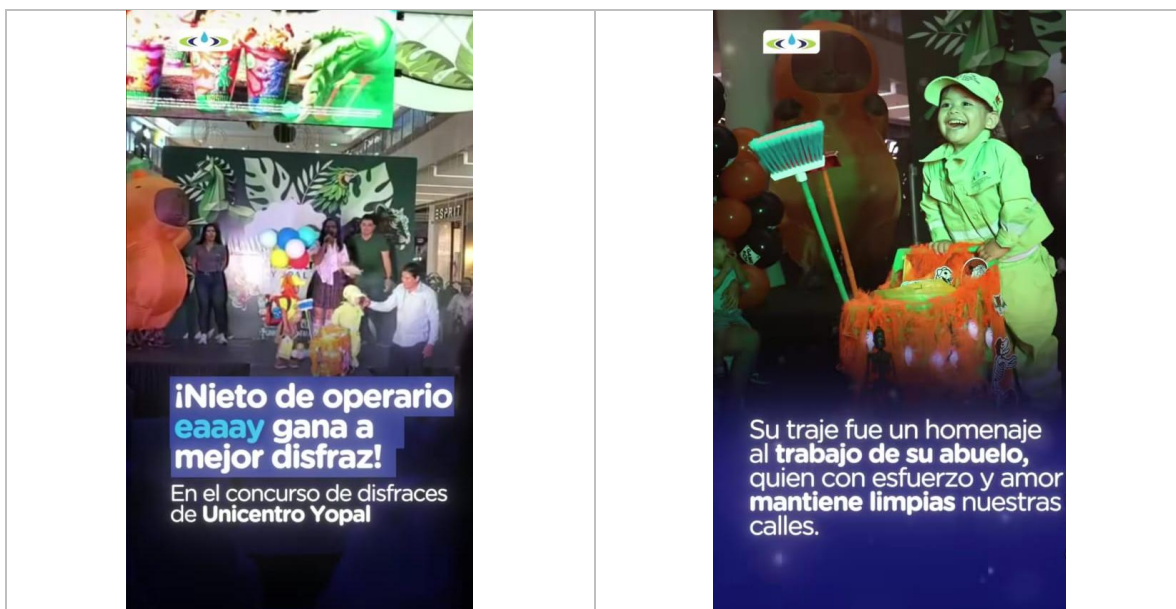 ESPRIT
¡Nieto de operario
eaaay gana a
mejor disfraz!
En el concurso de disfraces
de Unicentro Yopal
Su traje fue un homenaje
al trabajo de su abuelo,
quien con esfuerzo y amor
mantiene limpias nuestras
calles.